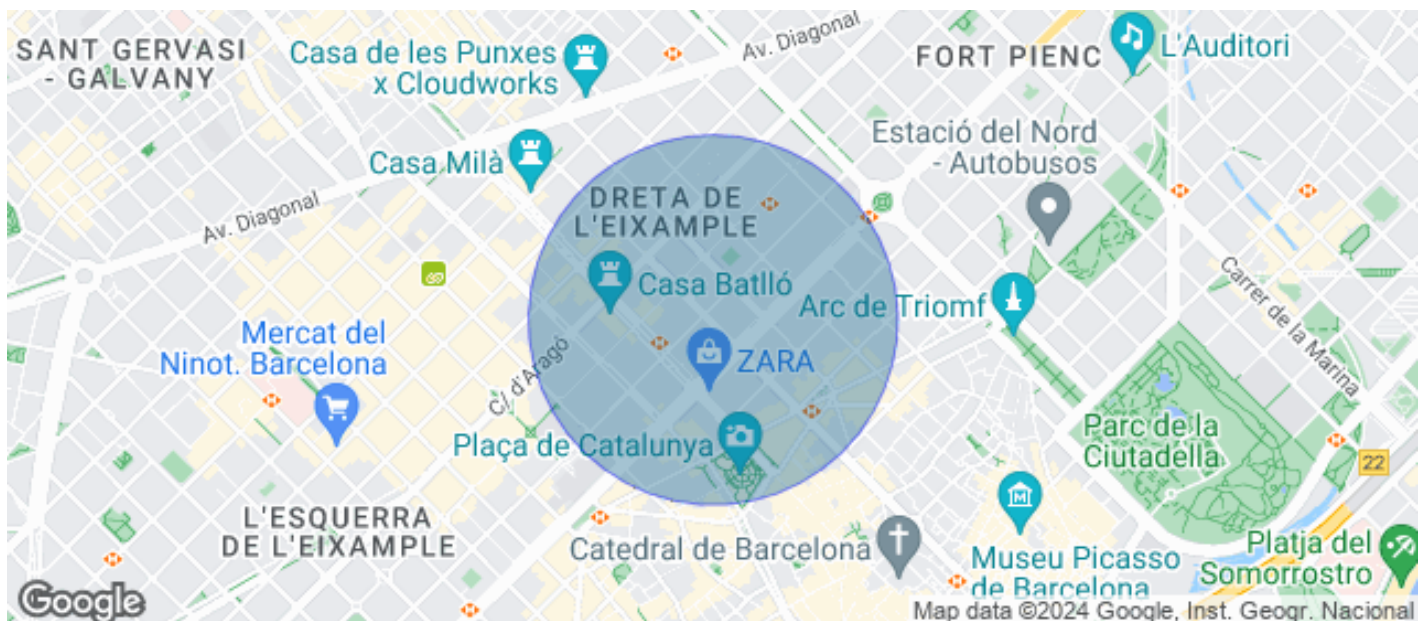 SANT GERVASI
- GALVANY
Casa de les Punxes
x Cloudworks
Av. Diagonal
FORT PIENC
L'Auditori
Estació del Nord
- Autobusos
Casa Milà
DRETA DE
L'EIXAMPLE
Av. Diagonal
Casa Batlló
Arc de Triomf
Carrer de la Marina
Mercat del
Ninot. Barcelona
C/ d'Aragó
ZARA
Plaça de Catalunya
Parc de la
Ciutadella
22
L'ESQUERRA
DE L'EIXAMPLE
Catedral de Barcelona
Museu Picasso
de Barcelona
Platja del
Somorrostro
Google
Map data ©2024 Google, Inst. Geogr. Nacional